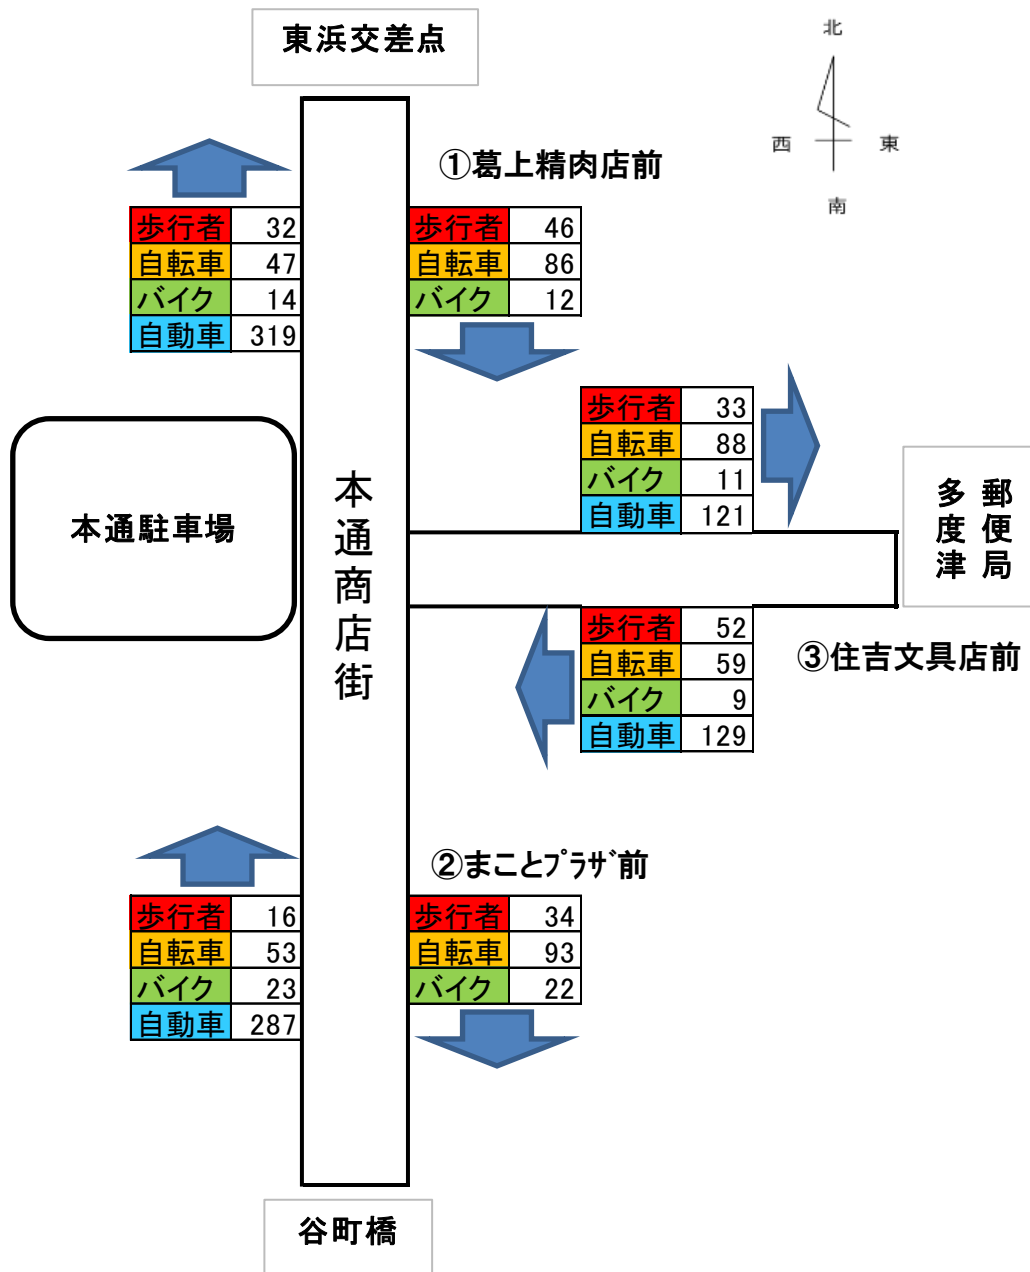 東浜交差点
北
西 東
南
①葛上精肉店前
歩行者 32
自転車 47
バイク 14
自動車 319
歩行者 46
自転車 86
バイク 12
歩行者 33
自転車 88
バイク 11
自動車 121
本通駐車場
本通商店街
多度津
郵便局
歩行者 52
自転車 59
バイク 9
自動車 129
③住吉文具店前
②まことﾌﾟﾗｻﾞ前
歩行者 16
自転車 53
バイク 23
自動車 287
歩行者 34
自転車 93
バイク 22
谷町橋